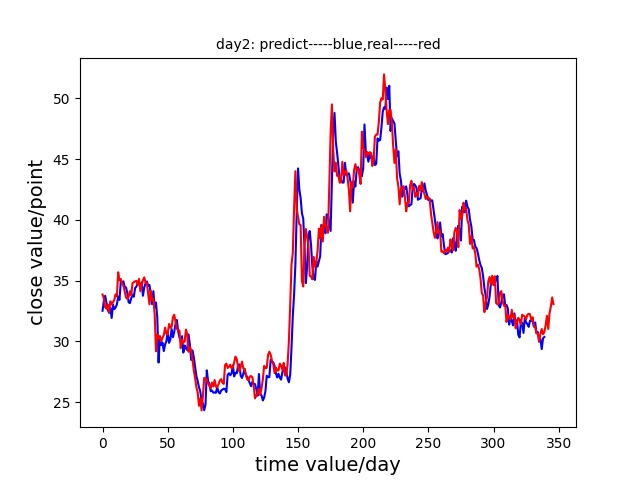 day2: predict-----blue,real-----red
close value/point
50
45
40
35
30
25
0 50 100 150 200 250 300 350
time value/day